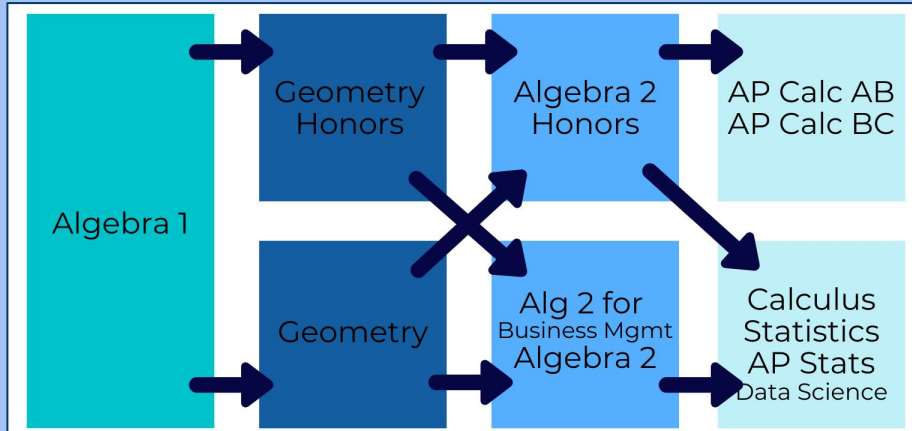 Algebra 1
Geometry
Honors
Geometry
Algebra 2
Honors
Alg 2 for
Business Mgmt
Algebra 2
AP Calc AB
AP Calc BC
Calculus
Statistics
AP Stats
Data Science